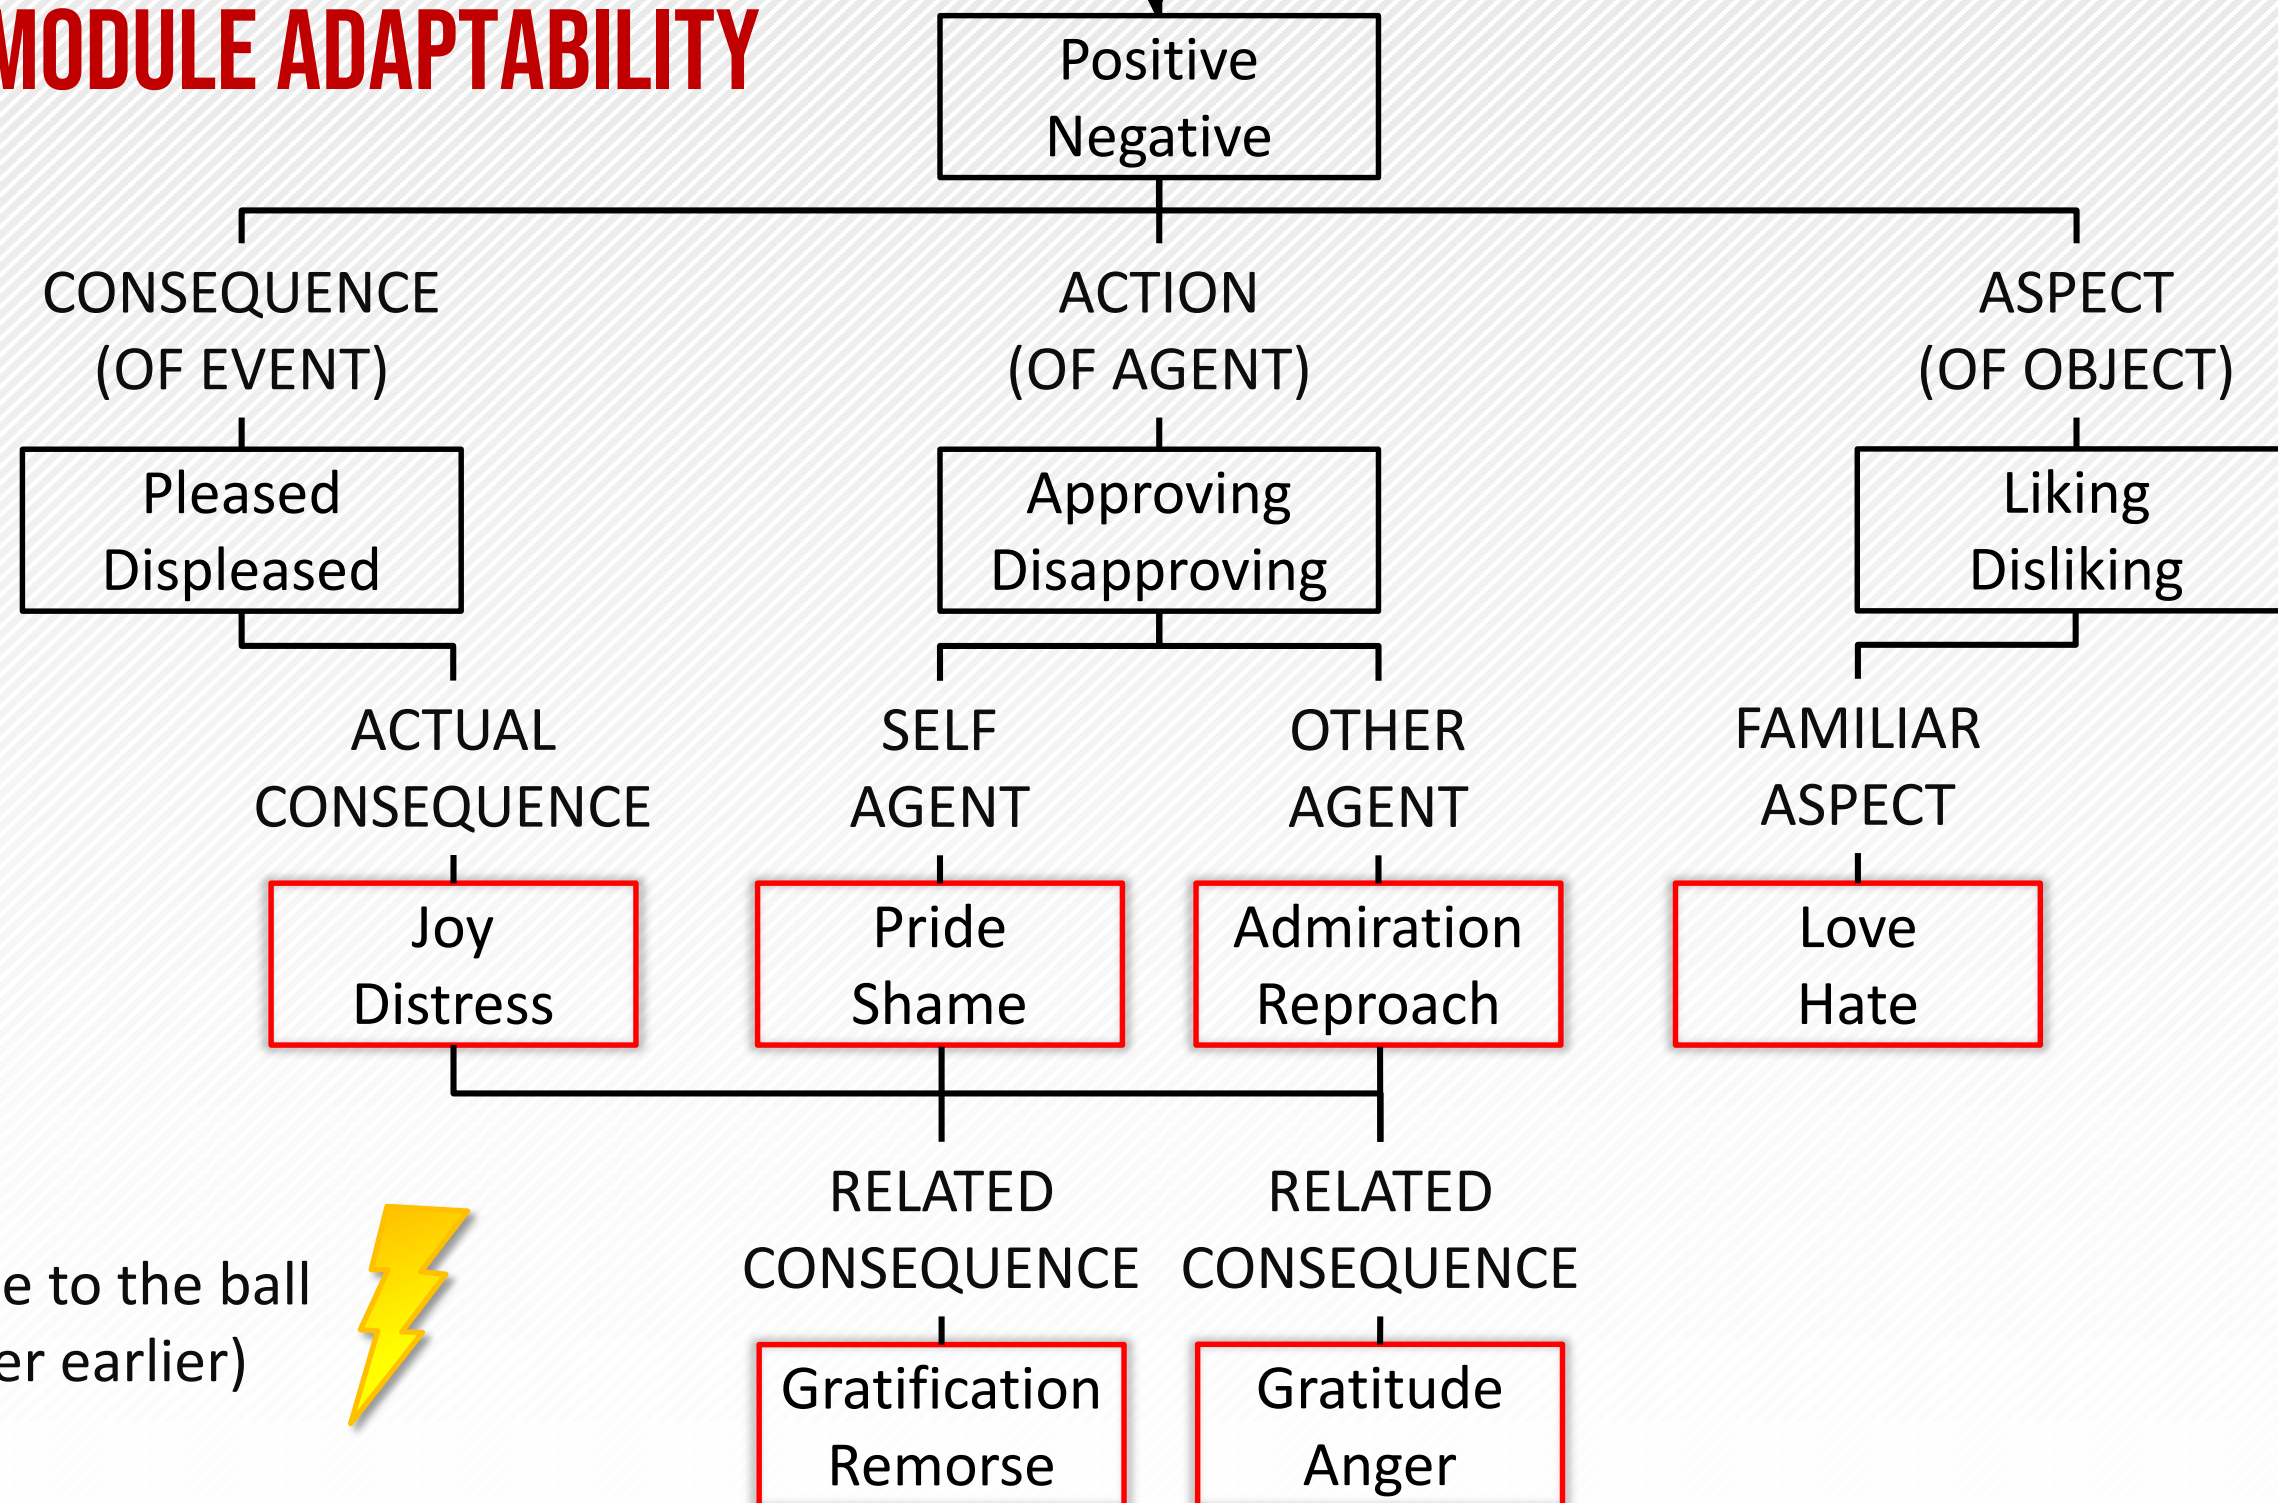 MODULE ADAPTABILITY
Positive
Negative
CONSEQUENCE
(OF EVENT)
ACTION
(OF AGENT)
ASPECT
(OF OBJECT)
Pleased
Displeased
Approving
Disapproving
Liking
Disliking
ACTUAL
CONSEQUENCE
SELF
AGENT
OTHER
AGENT
FAMILIAR
ASPECT
Joy
Distress
Pride
Shame
Admiration
Reproach
Love
Hate
RELATED
CONSEQUENCE
RELATED
CONSEQUENCE
e to the ball
er earlier)
Gratification
Remorse
Gratitude
Anger